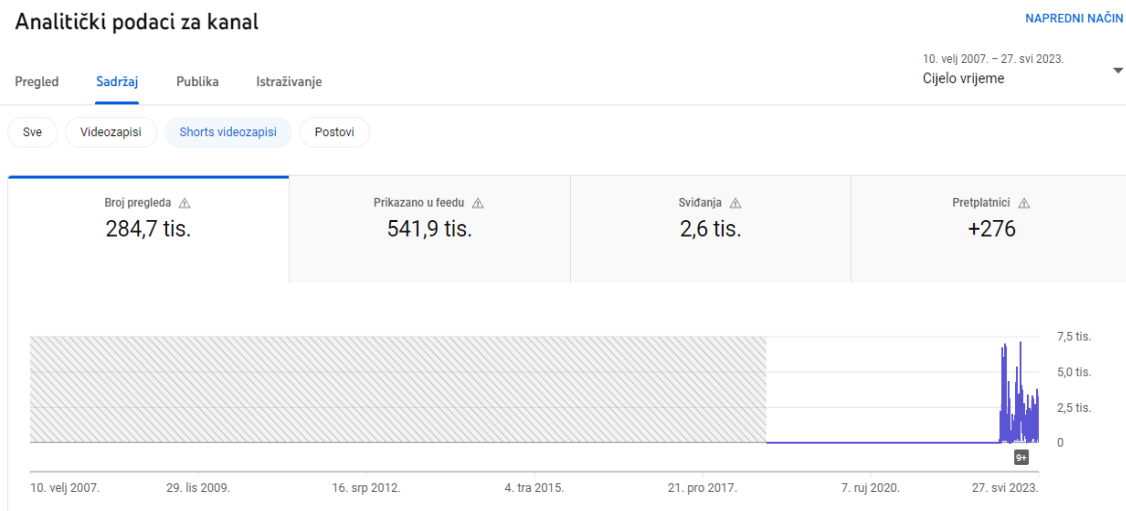 Analitički podaci za kanal
NAPREDNI NAČIN
10. velj 2007. – 27. svi 2023.
Cijelo vrijeme
Pregled Sadržaj Publika Istraživanje
Sve Videozapisi Shorts videozapisi Postovi
Broj pregleda Prikazano u feedu Sviđanja Pretplatnici
284,7 tis. 541,9 tis. 2,6 tis. +276
7,5 tis.
5,0 tis.
2,5 tis.
0
9+
10. velj 2007. 29. lis 2009. 16. srp 2012. 4. tra 2015. 21. pro 2017. 7. ruj 2020. 27. svi 2023.